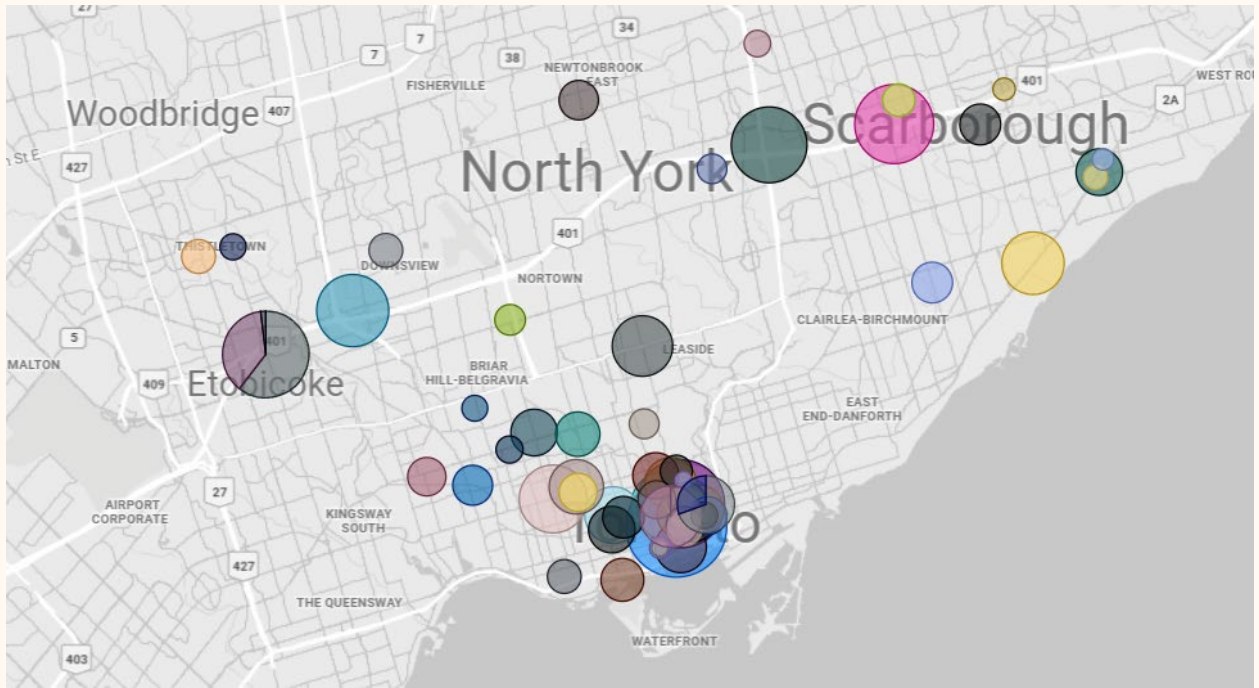 27
34
7
7
38
NEWTONBROOK
EAST
FISHERVILLE
401
WEST ROU
2A
Woodbridge
407
Scarborough
n St E
427
North York
401
THISTLETOWN
DOWNSVIEW
NORTOWN
CLAIRLEA-BIRCHMOUNT
5
401
LEASIDE
MALTON
BRIAR
HILL-BELGRAVIA
409
Etobicoke
EAST
END-DANFORTH
27
AIRPORT
CORPORATE
KINGSWAY
SOUTH
427
THE QUEENSWAY
WATERFRONT
403